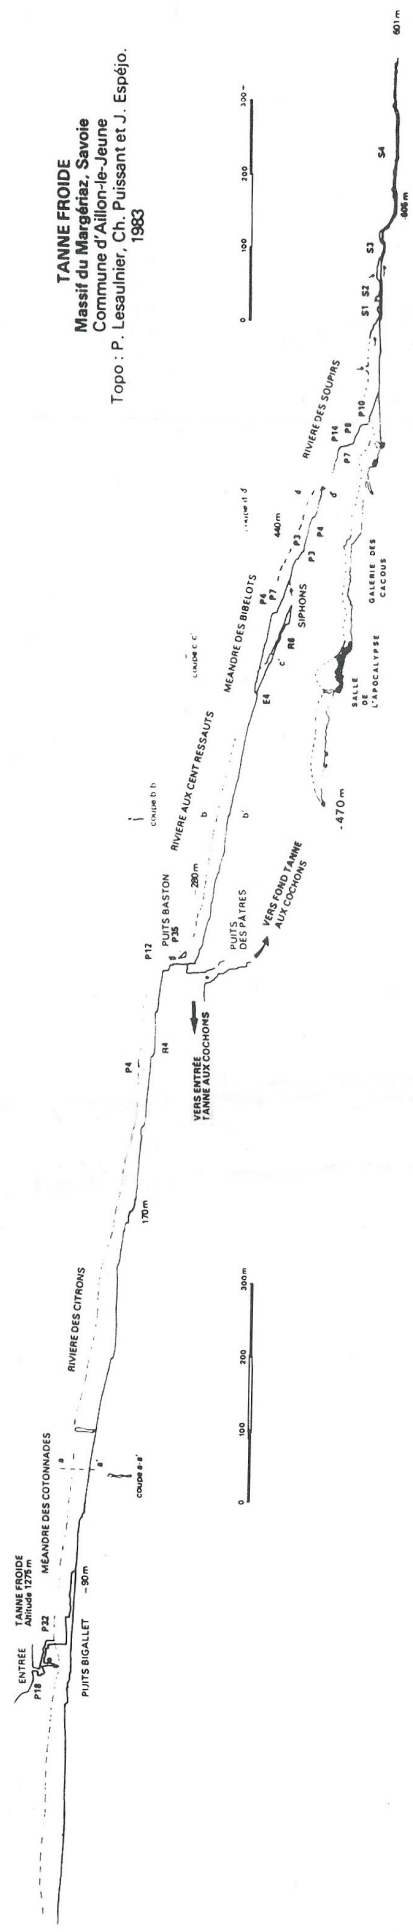 TANNE FROIDE
Massif du Margériaz, Savoie
Commune d'Aillon-le-Jeune
Topo : P. Lesaulnier, Ch. Puissant et J. Espéjo.
1983
ENTRÉE
TANNE FROIDE
Altitude 1275 m
P18
P32
PUITS BIGALLET
-90m
MÉANDRE DES COTONNADES
a
a'
coupe a-a'
RIVIERE DES CITRONS
0
100
200
300m
170m
P4
R4
P12
PUITS BASTON
P35
-280m
VERS ENTRÉE
TANNE AUX COCHONS
PUITS
DES PÂTRES
VERS FOND TANNE
AUX COCHONS
coupe b b
RIVIERE AUX CENT RESSAUTS
b
b'
coupe c c'
MEANDRE DES BIBELOTS
E4
c'
R6
SIPHONS
P4
P7
P3
P3
P4
440m
d
d'
-470m
SALLE
DE
L'APOCALYPSE
GALERIE DES
CACOUS
RIVIERE DES SOUPIRS
P7
P14
P8
P10
S1
S2
S3
S4
0
100
200
601m